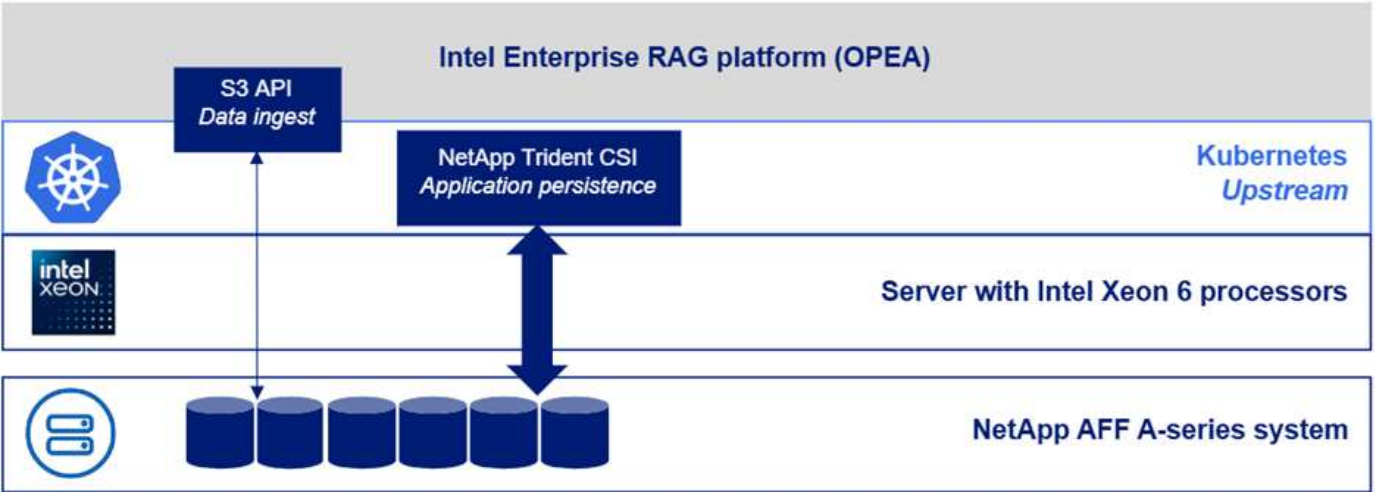 Intel Enterprise RAG platform (OPEA)
S3 API
Data ingest
NetApp Trident CSI
Application persistence
Kubernetes
Upstream
intel
XEON
Server with Intel Xeon 6 processors
NetApp AFF A-series system